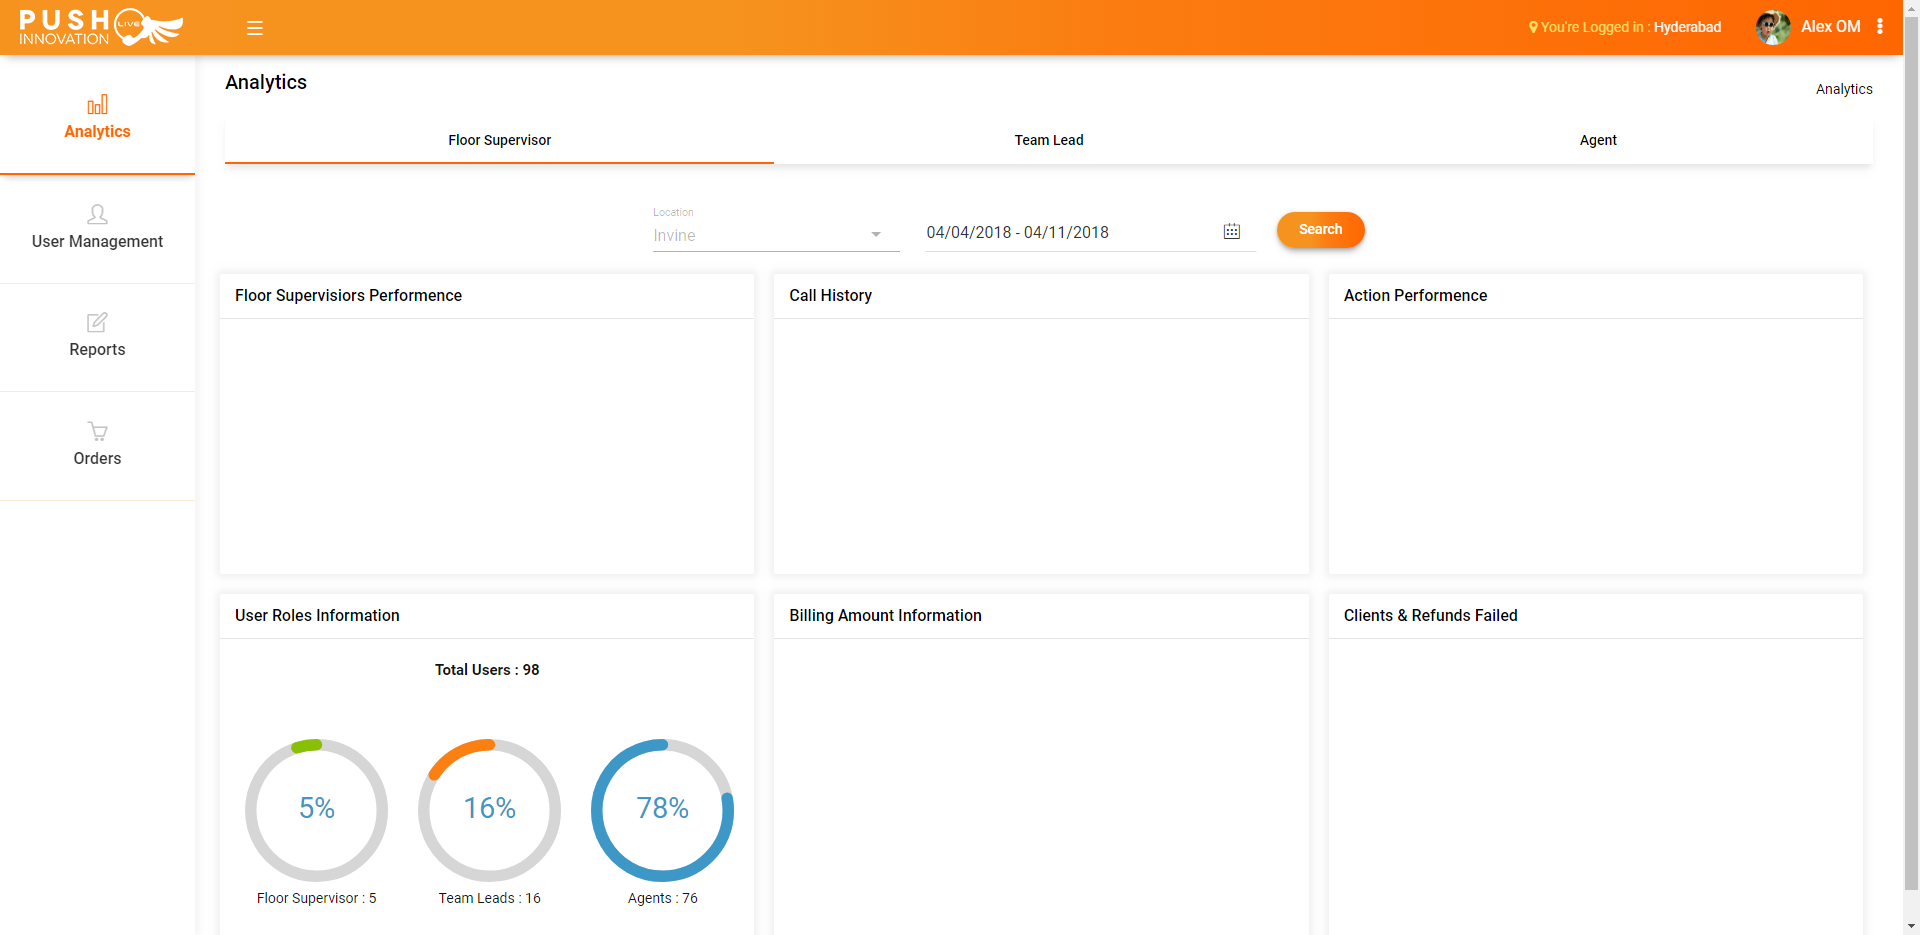 PUSH
INNOVATION
LIVE
You're Logged in : Hyderabad
Alex OM
Analytics
User Management
Reports
Orders
Analytics
Analytics
Floor Supervisor
Team Lead
Agent
Location
Invine
04/04/2018 - 04/11/2018
Search
Floor Supervisiors Performence
Call History
Action Performence
User Roles Information
Billing Amount Information
Clients & Refunds Failed
Total Users : 98
5%
16%
78%
Floor Supervisor : 5
Team Leads : 16
Agents : 76